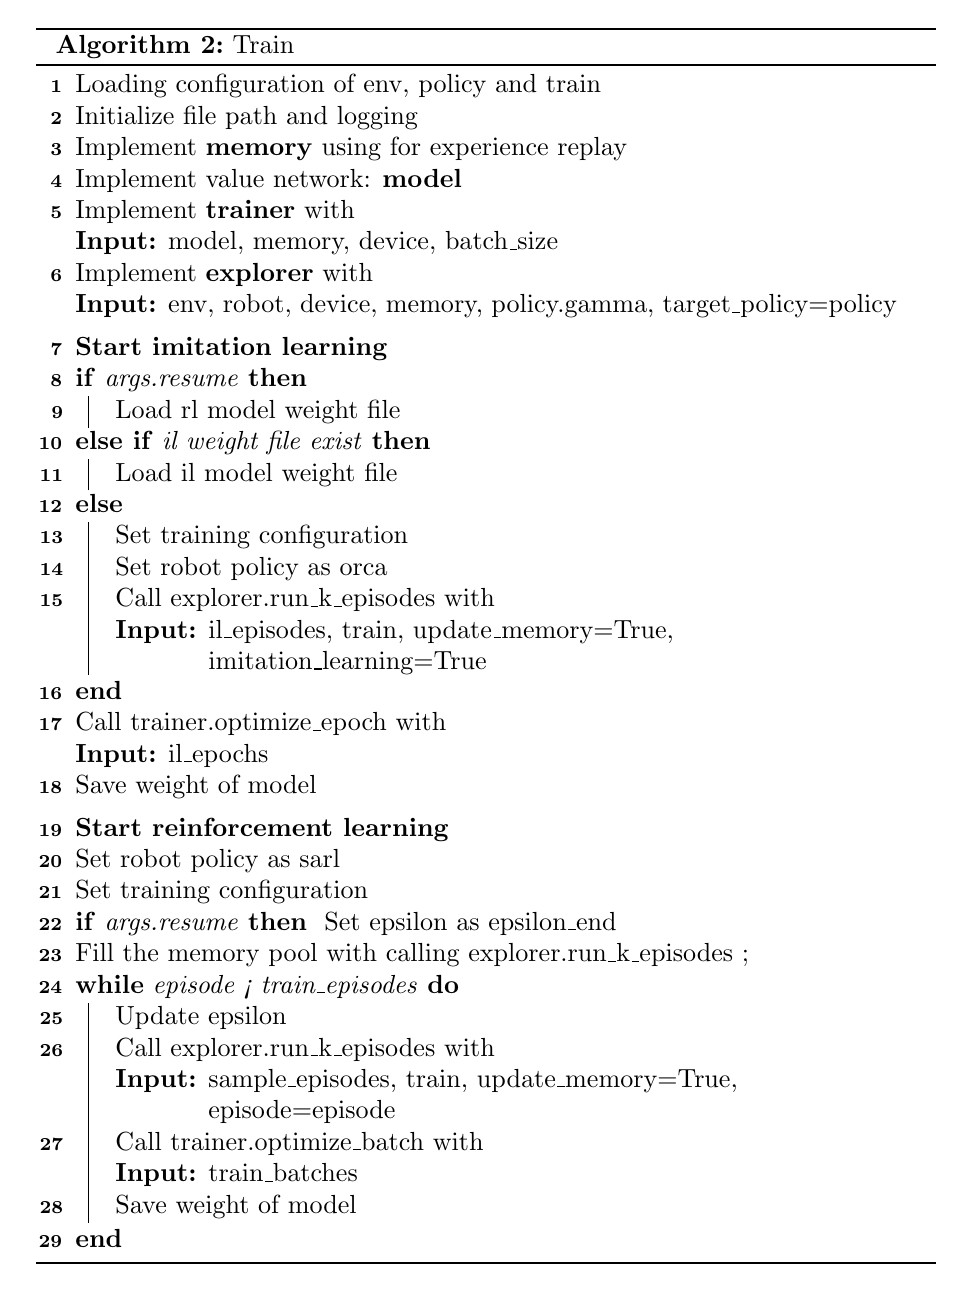 Algorithm 2: Train
1 Loading configuration of env, policy and train
2 Initialize file path and logging
3 Implement memory using for experience replay
4 Implement value network: model
5 Implement trainer with
Input: model, memory, device, batch_size
6 Implement explorer with
Input: env, robot, device, memory, policy.gamma, target_policy=policy
7 Start imitation learning
8 if args.resume then
9 Load rl model weight file
10 else if il weight file exist then
11 Load il model weight file
12 else
13 Set training configuration
14 Set robot policy as orca
15 Call explorer.run_k_episodes with
Input: il_episodes, train, update_memory=True,
imitation_learning=True
16 end
17 Call trainer.optimize_epoch with
Input: il_epochs
18 Save weight of model
19 Start reinforcement learning
20 Set robot policy as sarl
21 Set training configuration
22 if args.resume then Set epsilon as epsilon_end
23 Fill the memory pool with calling explorer.run_k_episodes ;
24 while episode ¡ train_episodes do
25 Update epsilon
26 Call explorer.run_k_episodes with
Input: sample_episodes, train, update_memory=True,
episode=episode
27 Call trainer.optimize_batch with
Input: train_batches
28 Save weight of model
29 end